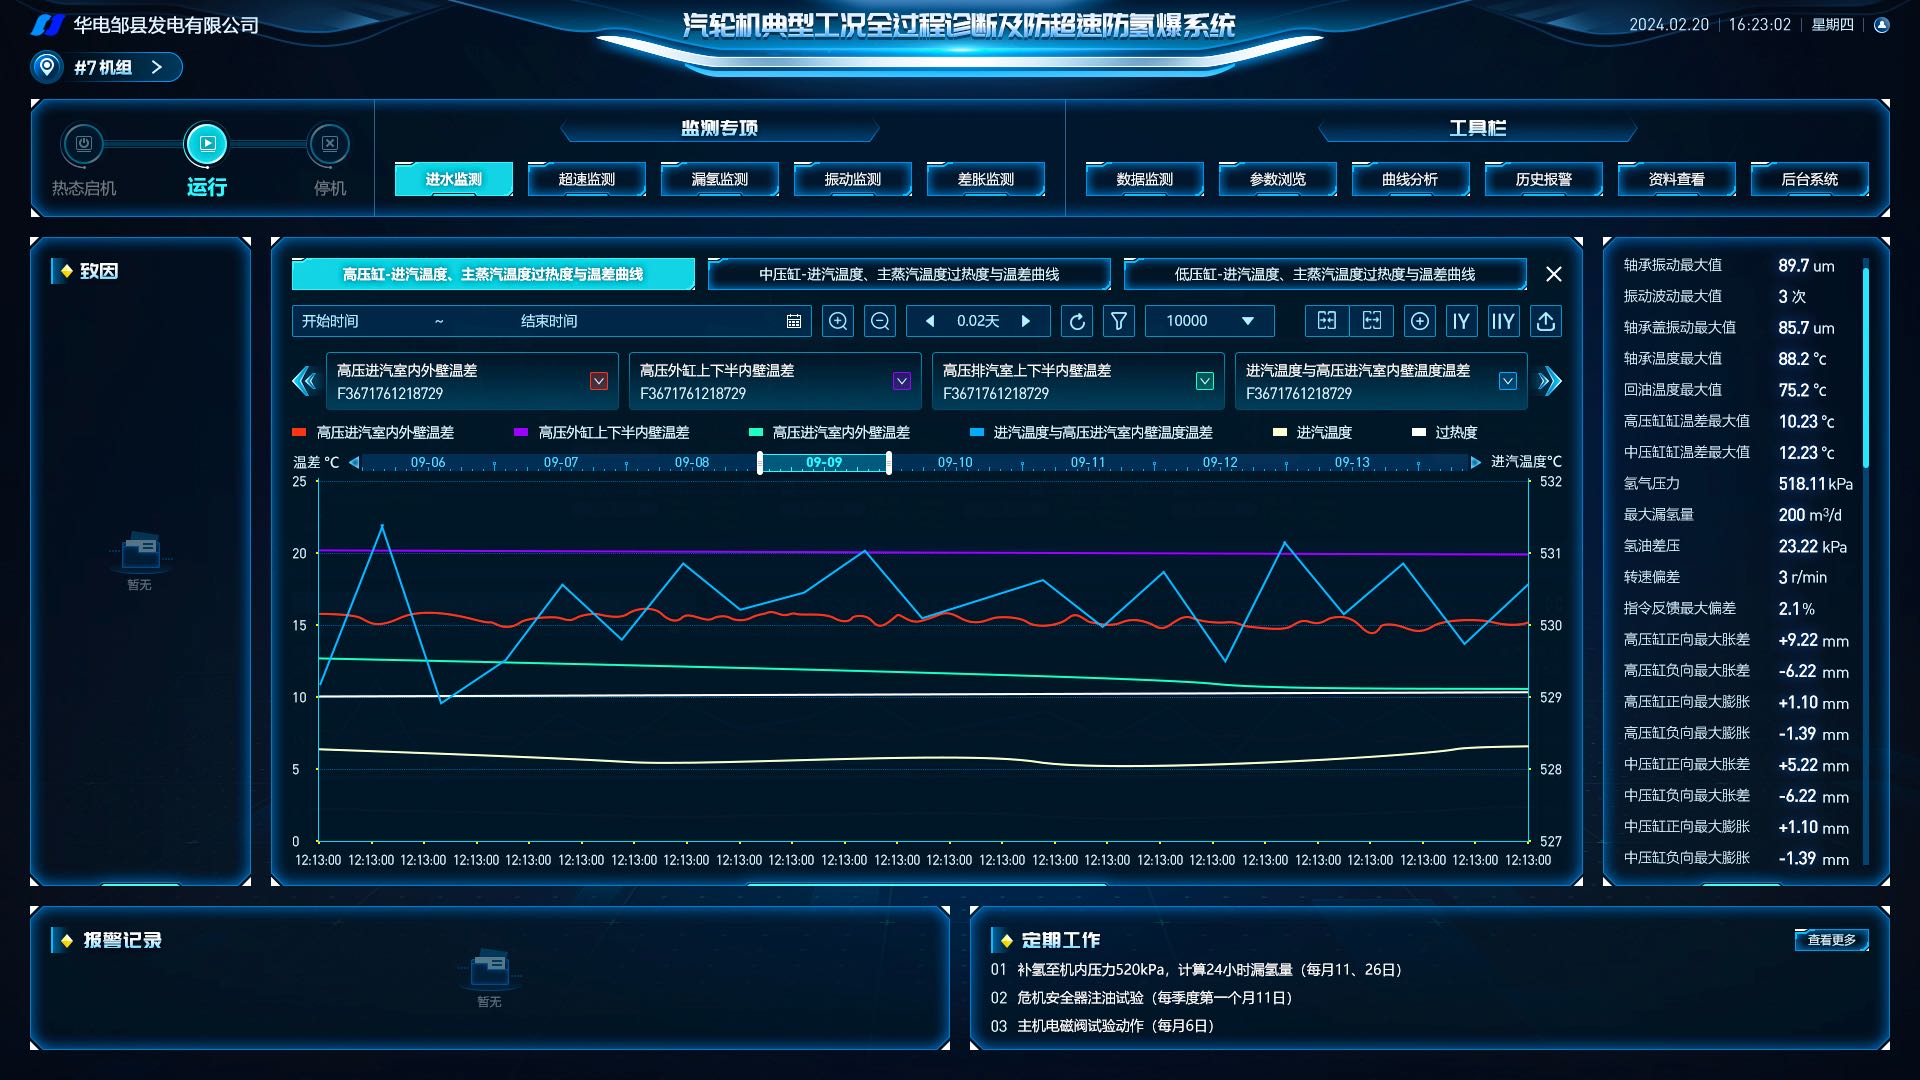 华电邹县发电有限公司
汽轮机典型工况全过程诊断及防超速防氢爆系统
2024.02.20 16:23:02 星期四
#7机组
热态启机
运行
停机
监测专项
进水监测 超速监测 漏氢监测 振动监测 差胀监测
工具栏
数据监测 参数浏览 曲线分析 历史报警 资料查看 后台系统
致因
暂无
高压缸-进汽温度、主蒸汽温度过热度与温差曲线 中压缸-进汽温度、主蒸汽温度过热度与温差曲线 低压缸-进汽温度、主蒸汽温度过热度与温差曲线
开始时间 ~ 结束时间 0.02天 10000 IY IIY
高压进汽室内外壁温差
F3671761218729
高压外缸上下半内壁温差
F3671761218729
高压排汽室上下半内壁温差
F3671761218729
进汽温度与高压进汽室内壁温度温差
F3671761218729
高压进汽室内外壁温差 高压外缸上下半内壁温差 高压进汽室内外壁温差 进汽温度与高压进汽室内壁温度温差 进汽温度 过热度
温差 ℃ 09-06 09-07 09-08 09-09 09-10 09-11 09-12 09-13 进汽温度℃
25 532
20 531
15 530
10 529
5 528
0 527
12:13:00 12:13:00 12:13:00 12:13:00 12:13:00 12:13:00 12:13:00 12:13:00 12:13:00 12:13:00 12:13:00 12:13:00 12:13:00 12:13:00 12:13:00 12:13:00 12:13:00 12:13:00 12:13:00 12:13:00 12:13:00 12:13:00 12:13:00 12:13:00
轴承振动最大值 89.7 um
振动波动最大值 3 次
轴承盖振动最大值 85.7 um
轴承温度最大值 88.2 ℃
回油温度最大值 75.2 ℃
高压缸缸温差最大值 10.23 ℃
中压缸缸温差最大值 12.23 ℃
氢气压力 518.11 kPa
最大漏氢量 200 m³/d
氢油差压 23.22 kPa
转速偏差 3 r/min
指令反馈最大偏差 2.1%
高压缸正向最大胀差 +9.22 mm
高压缸负向最大胀差 -6.22 mm
高压缸正向最大膨胀 +1.10 mm
高压缸负向最大膨胀 -1.39 mm
中压缸正向最大胀差 +5.22 mm
中压缸负向最大胀差 -6.22 mm
中压缸正向最大膨胀 +1.10 mm
中压缸负向最大膨胀 -1.39 mm
报警记录
暂无
定期工作
查看更多
01 补氢至机内压力520kPa，计算24小时漏氢量（每月11、26日）
02 危机安全器注油试验（每季度第一个月11日）
03 主机电磁阀试验动作（每月6日）